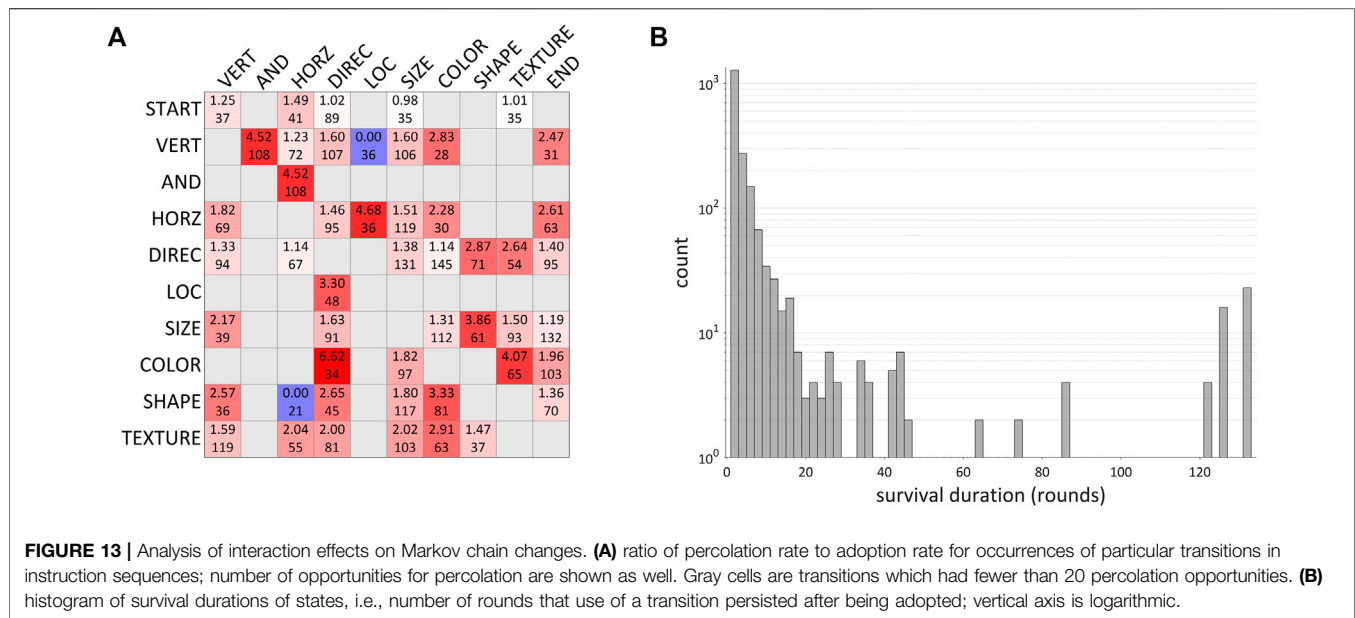 A
VERT AND HORZ DIREC LOC SIZE COLOR SHAPE TEXTURE END
START 1.25 1.49 1.02 0.98 1.01
37 41 89 35 35
VERT 4.52 1.23 1.60 0.00 1.60 2.83 2.47
108 72 107 36 106 28 31
AND 4.52
108
HORZ 1.82 1.46 4.68 1.51 2.28 2.61
69 95 36 119 30 63
DIREC 1.33 1.14 1.38 1.14 2.87 2.64 1.40
94 67 131 145 71 54 95
LOC 3.30
48
SIZE 2.17 1.63 1.31 3.86 1.50 1.19
39 91 112 61 93 132
COLOR 6.62 1.82 4.07 1.96
34 97 65 103
SHAPE 2.57 0.00 2.65 1.80 3.33 1.36
36 21 45 117 81 70
TEXTURE 1.59 2.04 2.00 2.02 2.91 1.47
119 55 81 103 63 37
B
10³
10²
10¹
10⁰
count
0 20 40 60 80 100 120
survival duration (rounds)
FIGURE 13 | Analysis of interaction effects on Markov chain changes. (A) ratio of percolation rate to adoption rate for occurrences of particular transitions in
instruction sequences; number of opportunities for percolation are shown as well. Gray cells are transitions which had fewer than 20 percolation opportunities. (B)
histogram of survival durations of states, i.e., number of rounds that use of a transition persisted after being adopted; vertical axis is logarithmic.